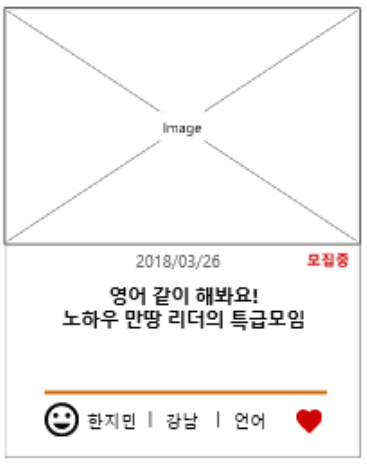 Image
2018/03/26 모집중
영어 같이 해봐요!
노하우 만땅 리더의 특급모임
한지민 | 강남 | 언어